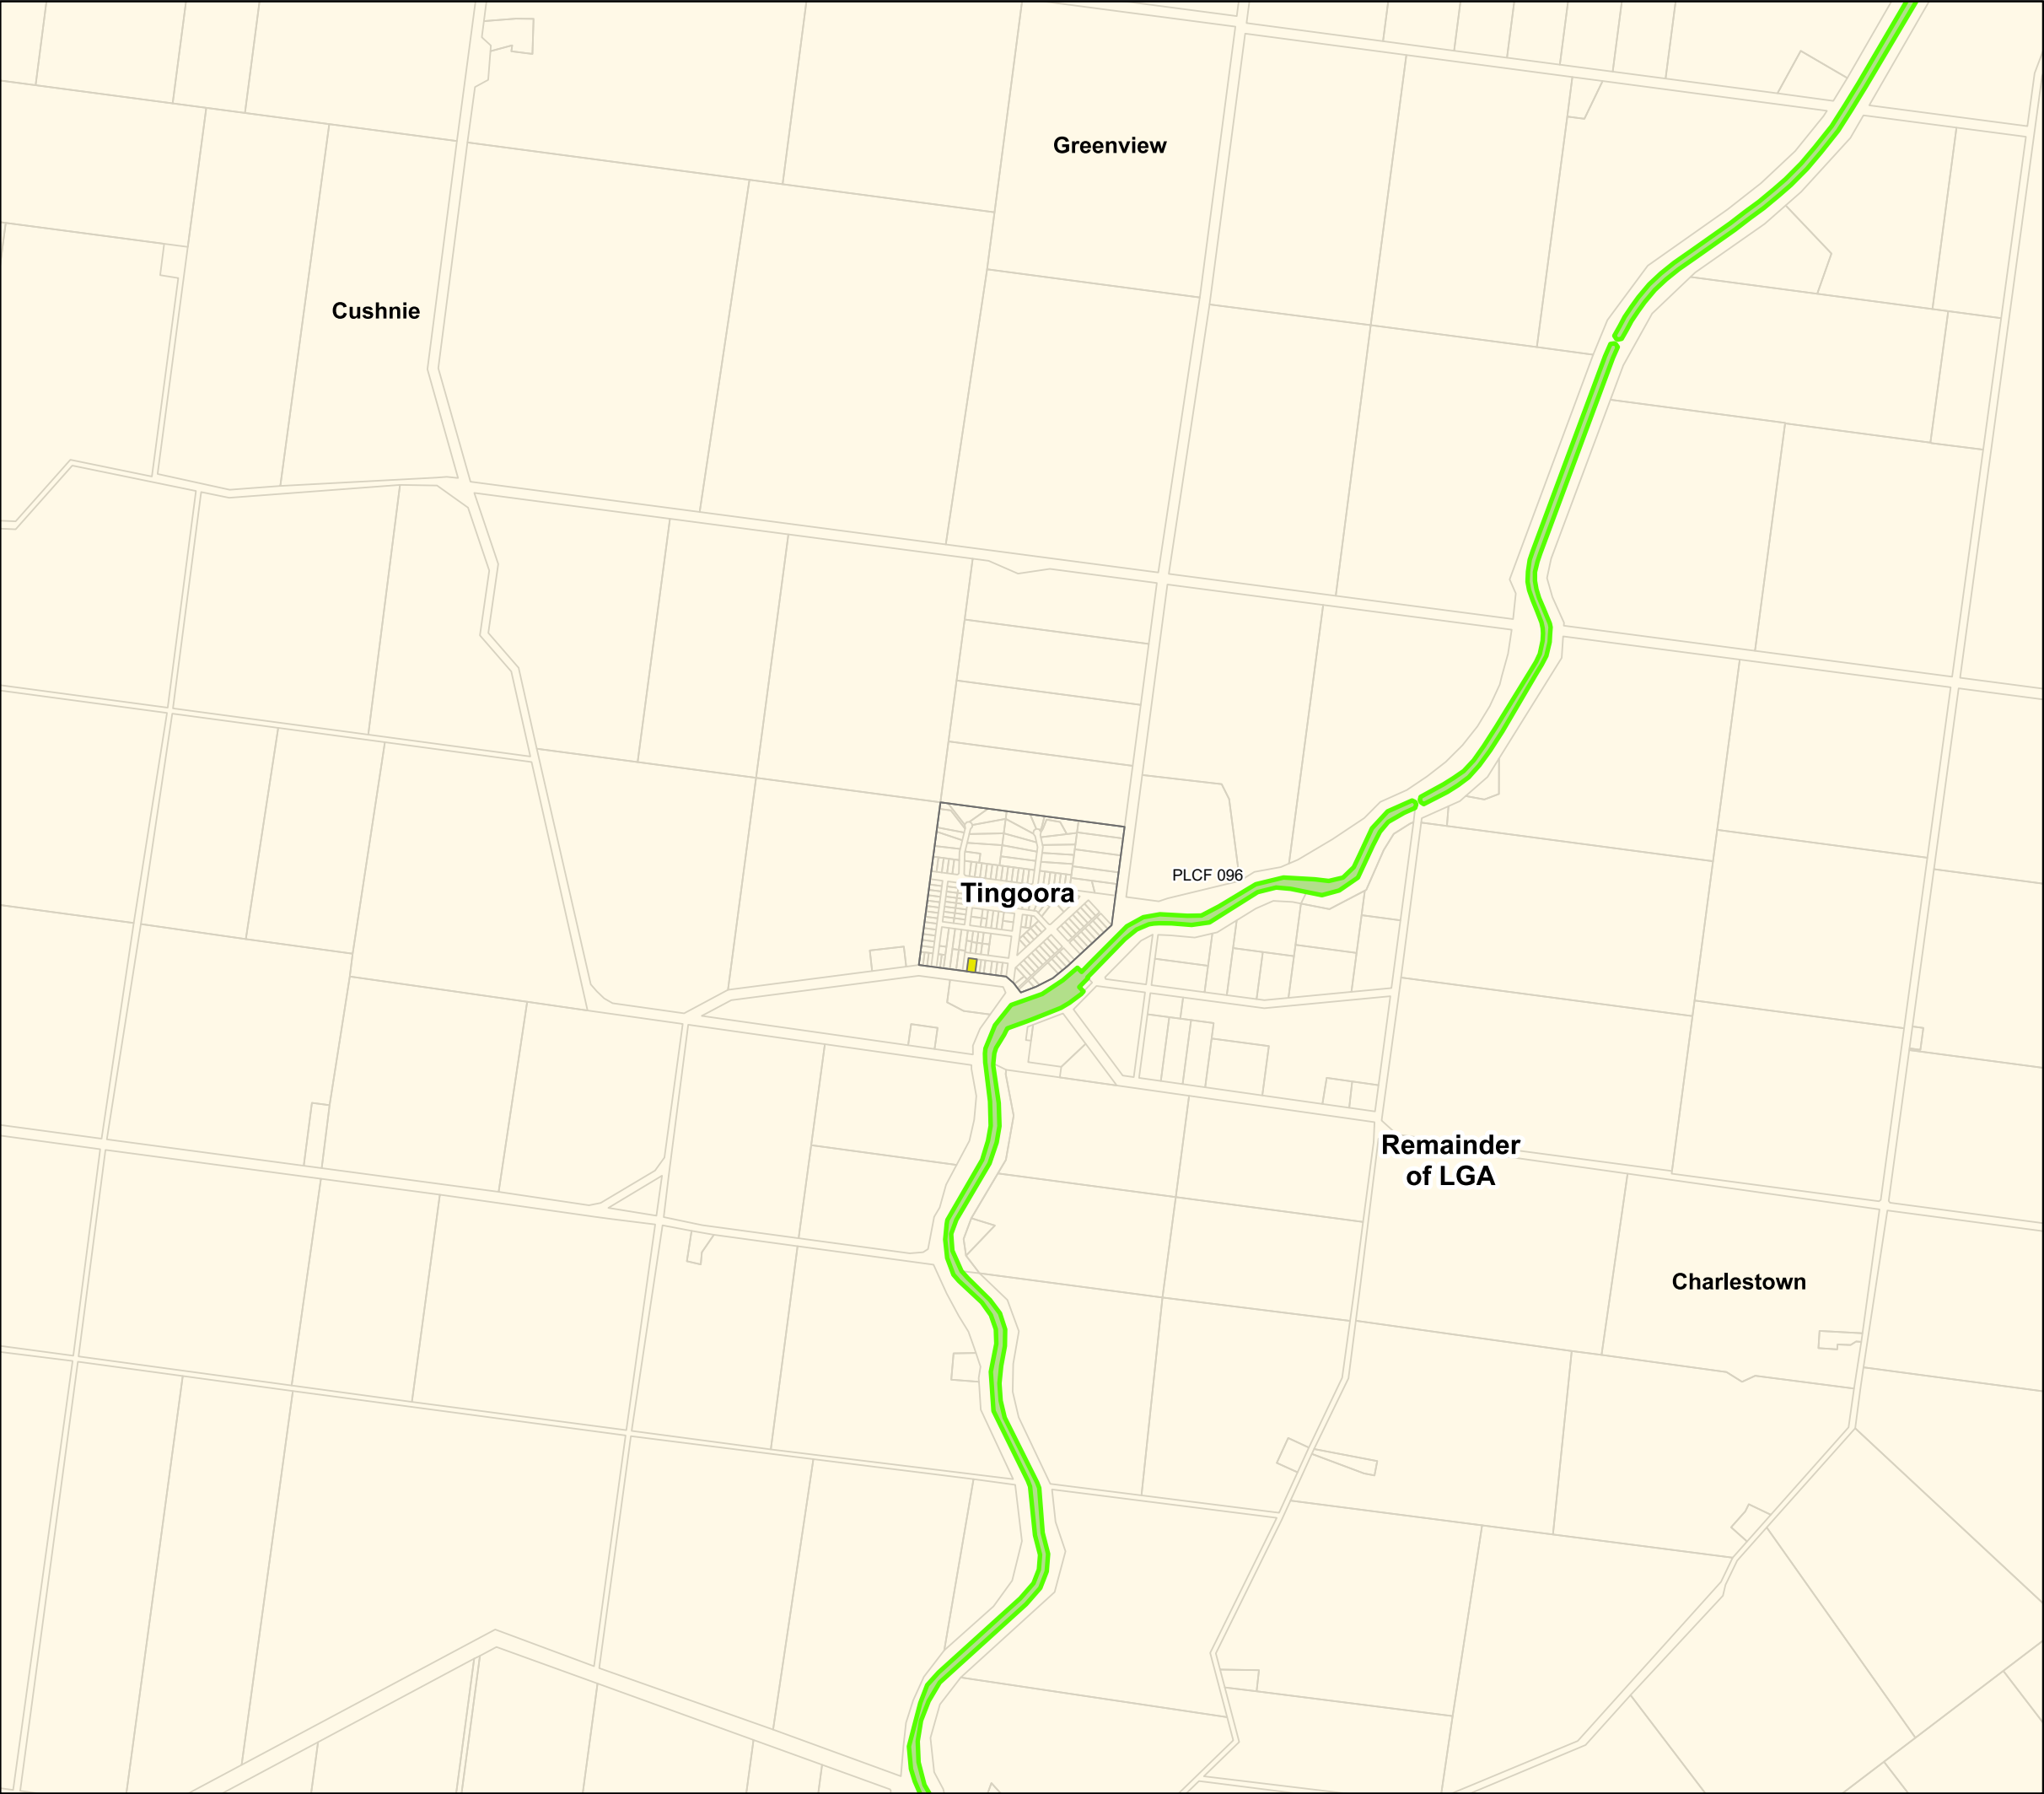 Greenview
Cushnie
PLCF 096
Tingoora
Remainder
of LGA
Charlestown